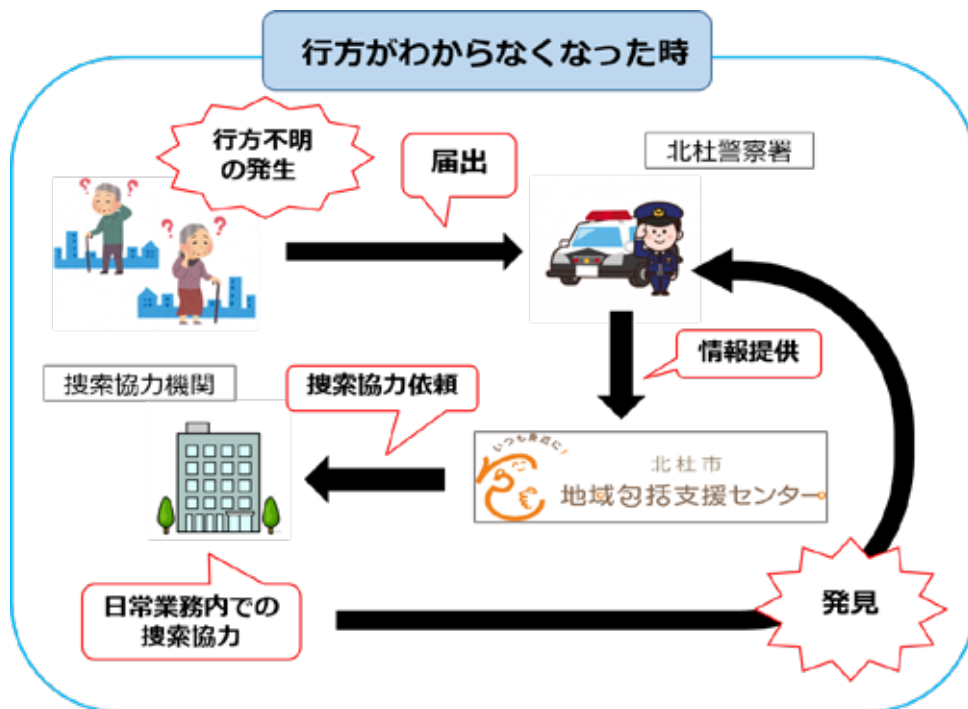 行方がわからなくなった時
行方不明
の発生
届出
北杜警察署
情報提供
捜索協力機関
捜索協力依頼
いつも身近に!
北杜市
地域包括支援センター
日常業務内での
捜索協力
発見